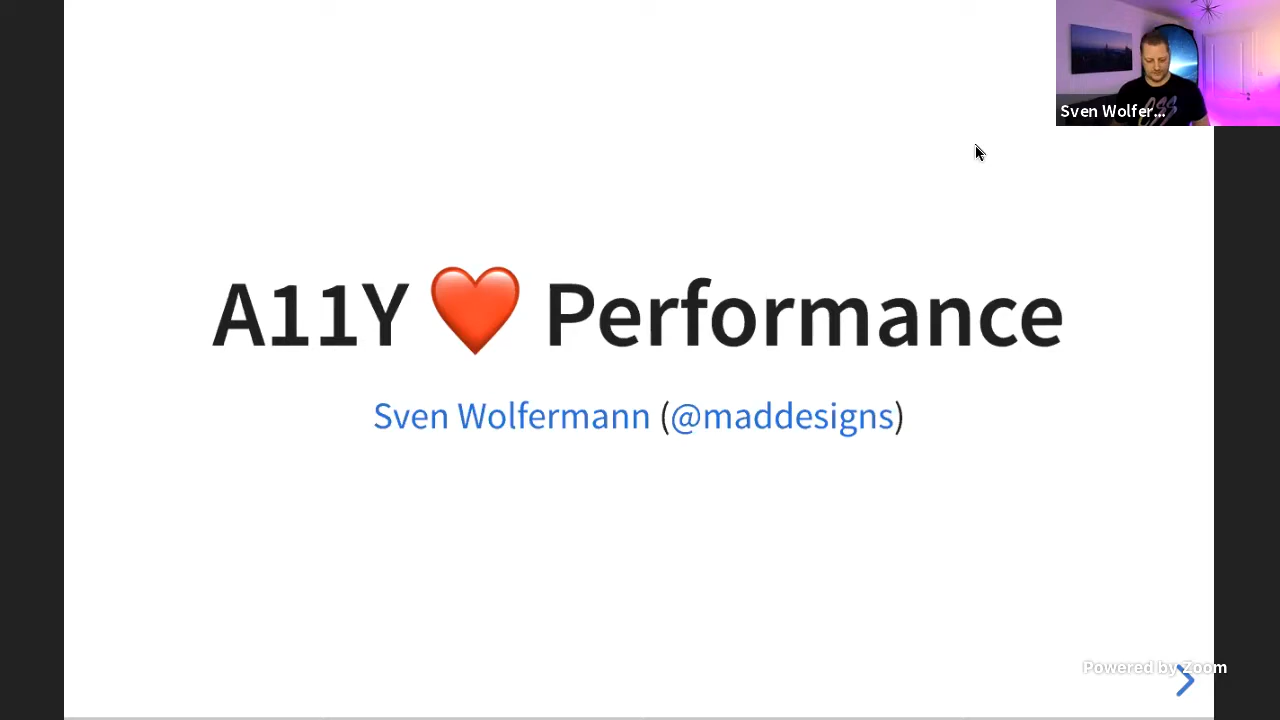 Sven Wolfer...
A11Y ❤️ Performance
Sven Wolfermann (@maddesigns)
Powered by Zoom